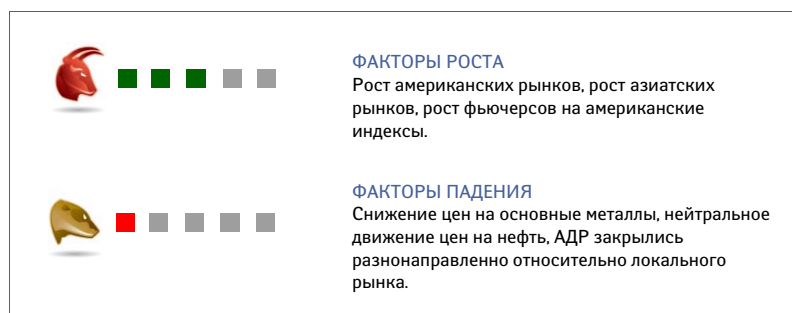 ФАКТОРЫ РОСТА
Рост американских рынков, рост азиатских
рынков, рост фьючерсов на американские
индексы.
ФАКТОРЫ ПАДЕНИЯ
Снижение цен на основные металлы, нейтральное
движение цен на нефть, АДР закрылись
разнонаправленно относительно локального
рынка.